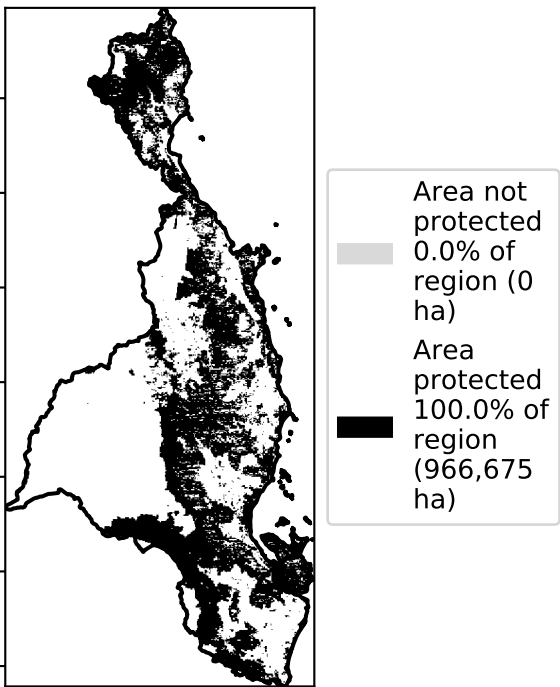 Area not
protected
0.0% of
region (0
ha)
Area
protected
100.0% of
region
(966,675
ha)